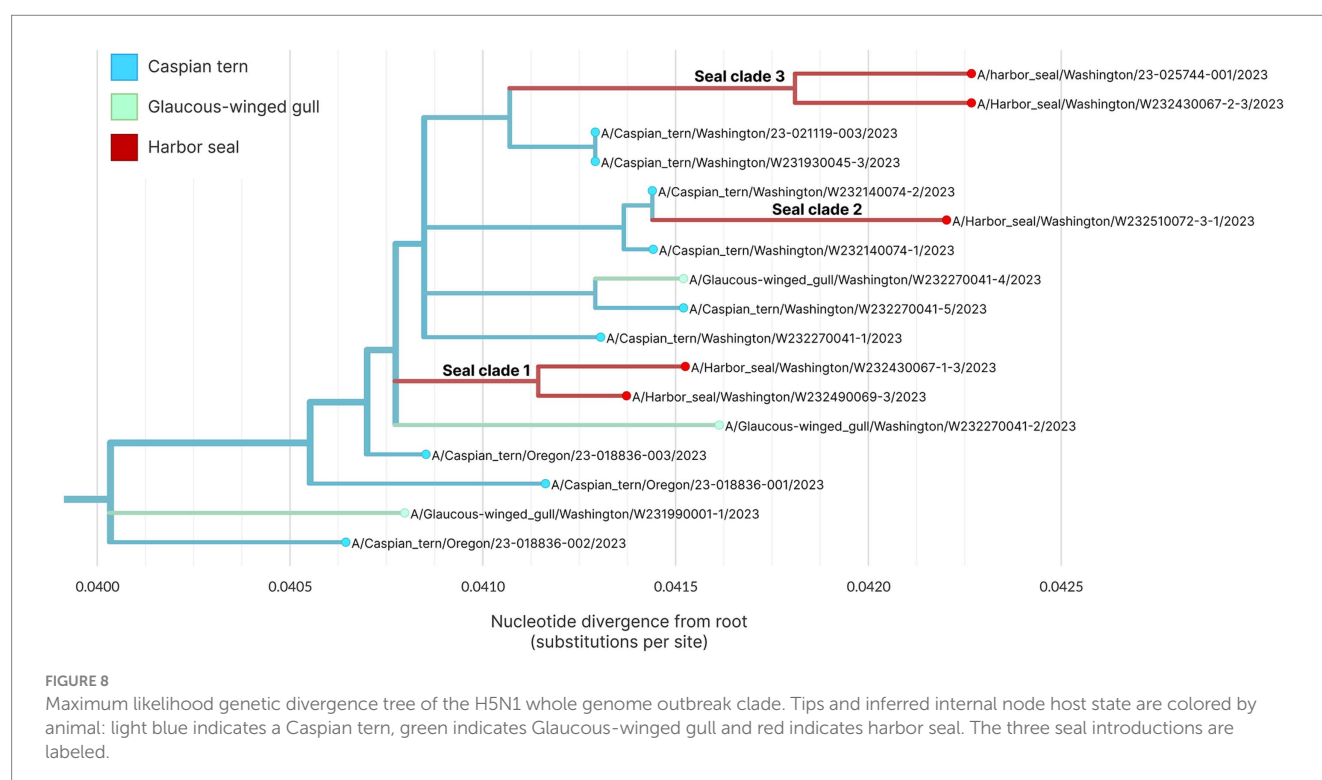 Caspian tern
Glaucous-winged gull
Harbor seal
Seal clade 3
A/harbor_seal/Washington/23-025744-001/2023
A/Harbor_seal/Washington/W232430067-2-3/2023
A/Caspian_tern/Washington/23-021119-003/2023
A/Caspian_tern/Washington/W231930045-3/2023
A/Caspian_tern/Washington/W232140074-2/2023
Seal clade 2
A/Harbor_seal/Washington/W232510072-3-1/2023
A/Caspian_tern/Washington/W232140074-1/2023
A/Glaucous-winged_gull/Washington/W232270041-4/2023
A/Caspian_tern/Washington/W232270041-5/2023
A/Caspian_tern/Washington/W232270041-1/2023
Seal clade 1
A/Harbor_seal/Washington/W232430067-1-3/2023
A/Harbor_seal/Washington/W232490069-3/2023
A/Glaucous-winged_gull/Washington/W232270041-2/2023
A/Caspian_tern/Oregon/23-018836-003/2023
A/Caspian_tern/Oregon/23-018836-001/2023
A/Glaucous-winged_gull/Washington/W231990001-1/2023
A/Caspian_tern/Oregon/23-018836-002/2023
0.0400 0.0405 0.0410 0.0415 0.0420 0.0425
Nucleotide divergence from root
(substitutions per site)
FIGURE 8
Maximum likelihood genetic divergence tree of the H5N1 whole genome outbreak clade. Tips and inferred internal node host state are colored by
animal: light blue indicates a Caspian tern, green indicates Glaucous-winged gull and red indicates harbor seal. The three seal introductions are
labeled.